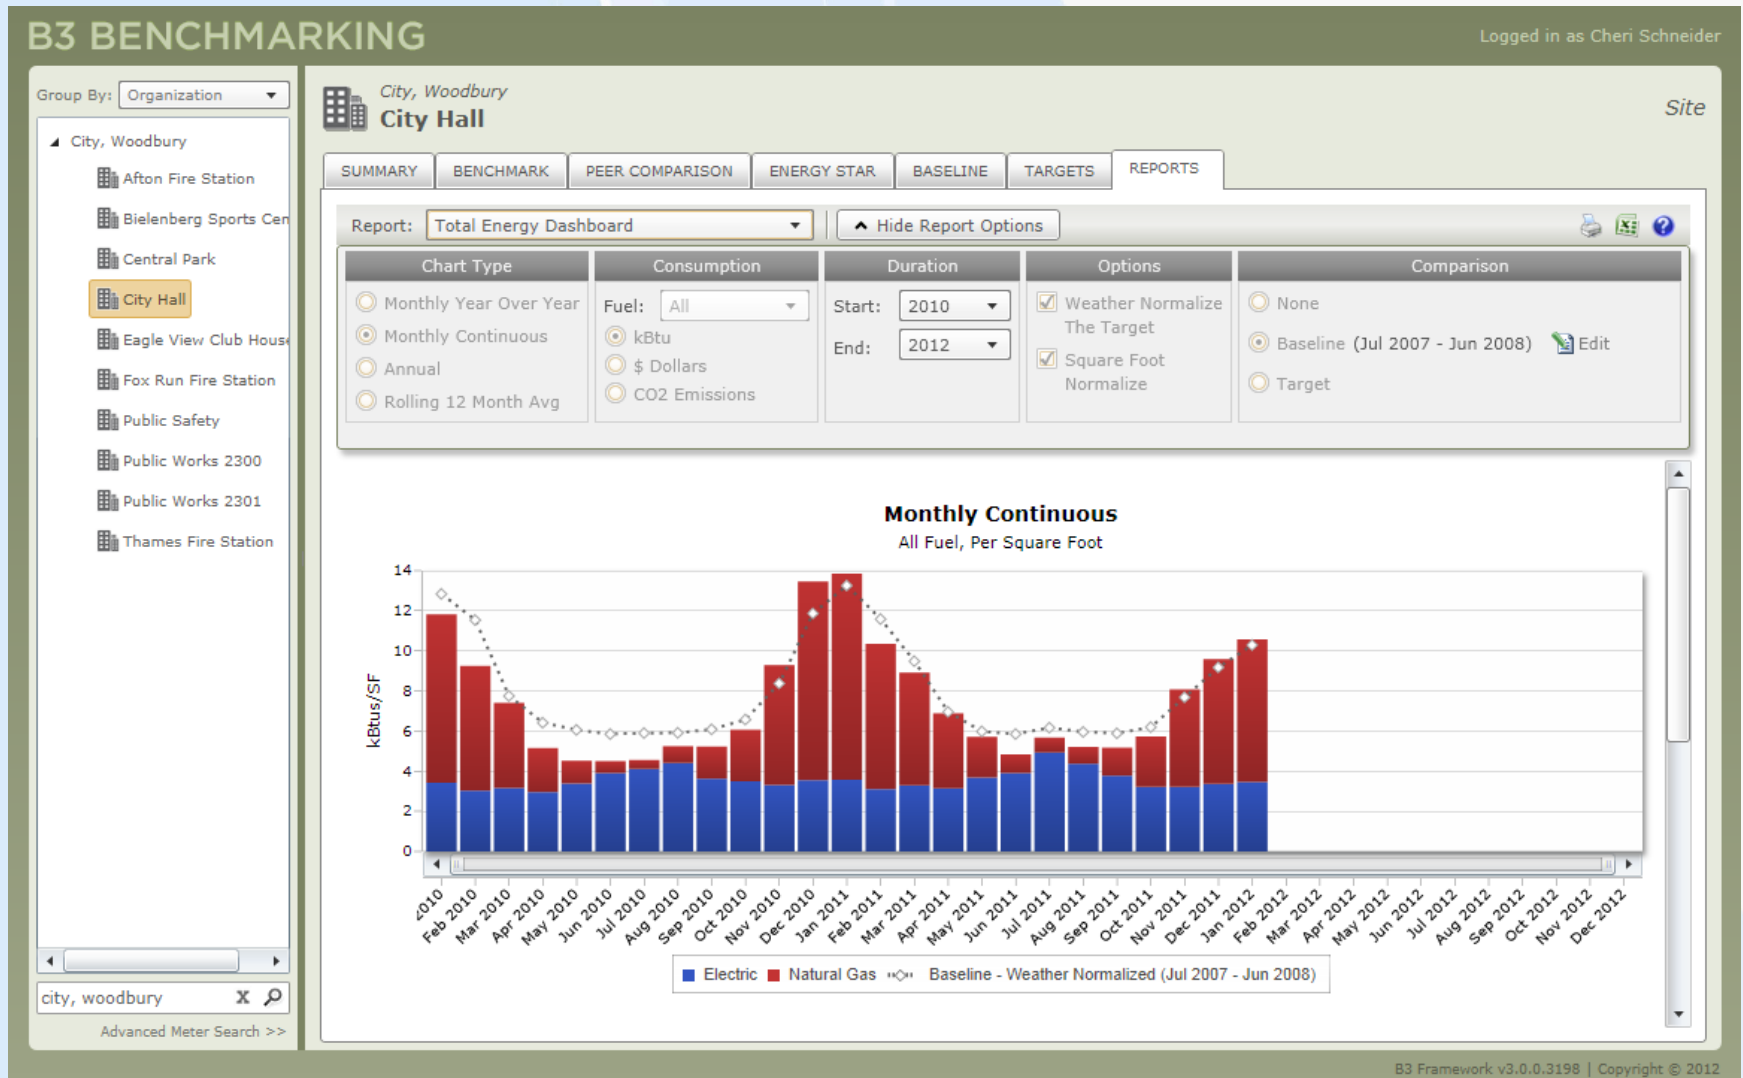 B3 BENCHMARKING
Logged in as Cheri Schneider
Group By: Organization
City, Woodbury
Afton Fire Station
Bielenberg Sports Cen
Central Park
City Hall
Eagle View Club House
Fox Run Fire Station
Public Safety
Public Works 2300
Public Works 2301
Thames Fire Station
city, woodbury X
Advanced Meter Search >>
City, Woodbury
City Hall
Site
SUMMARY BENCHMARK PEER COMPARISON ENERGY STAR BASELINE TARGETS REPORTS
Report: Total Energy Dashboard Hide Report Options
Chart Type
Monthly Year Over Year
Monthly Continuous
Annual
Rolling 12 Month Avg
Consumption
Fuel: All
kBtu
$ Dollars
CO2 Emissions
Duration
Start: 2010
End: 2012
Options
Weather Normalize
The Target
Square Foot
Normalize
Comparison
None
Baseline (Jul 2007 - Jun 2008) Edit
Target
Monthly Continuous
All Fuel, Per Square Foot
kBtus/SF
14
12
10
8
6
4
2
0
2010 Feb 2010 Mar 2010 Apr 2010 May 2010 Jun 2010 Jul 2010 Aug 2010 Sep 2010 Oct 2010 Nov 2010 Dec 2010 Jan 2011 Feb 2011 Mar 2011 Apr 2011 May 2011 Jun 2011 Jul 2011 Aug 2011 Sep 2011 Oct 2011 Nov 2011 Dec 2011 Jan 2012 Feb 2012 Mar 2012 Apr 2012 May 2012 Jun 2012 Jul 2012 Aug 2012 Sep 2012 Oct 2012 Nov 2012 Dec 2012
Electric Natural Gas Baseline - Weather Normalized (Jul 2007 - Jun 2008)
B3 Framework v3.0.0.3198 | Copyright © 2012